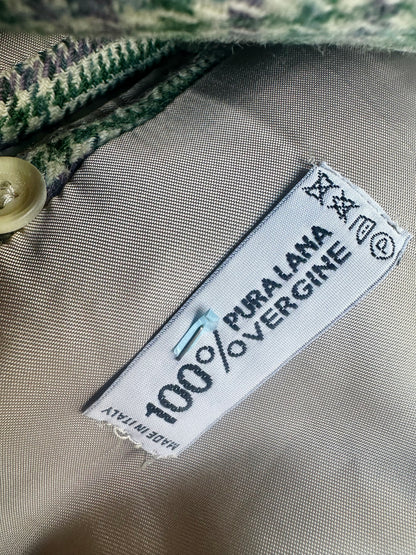 100% PURA LANA
VERGINE
MADE IN ITALY
P